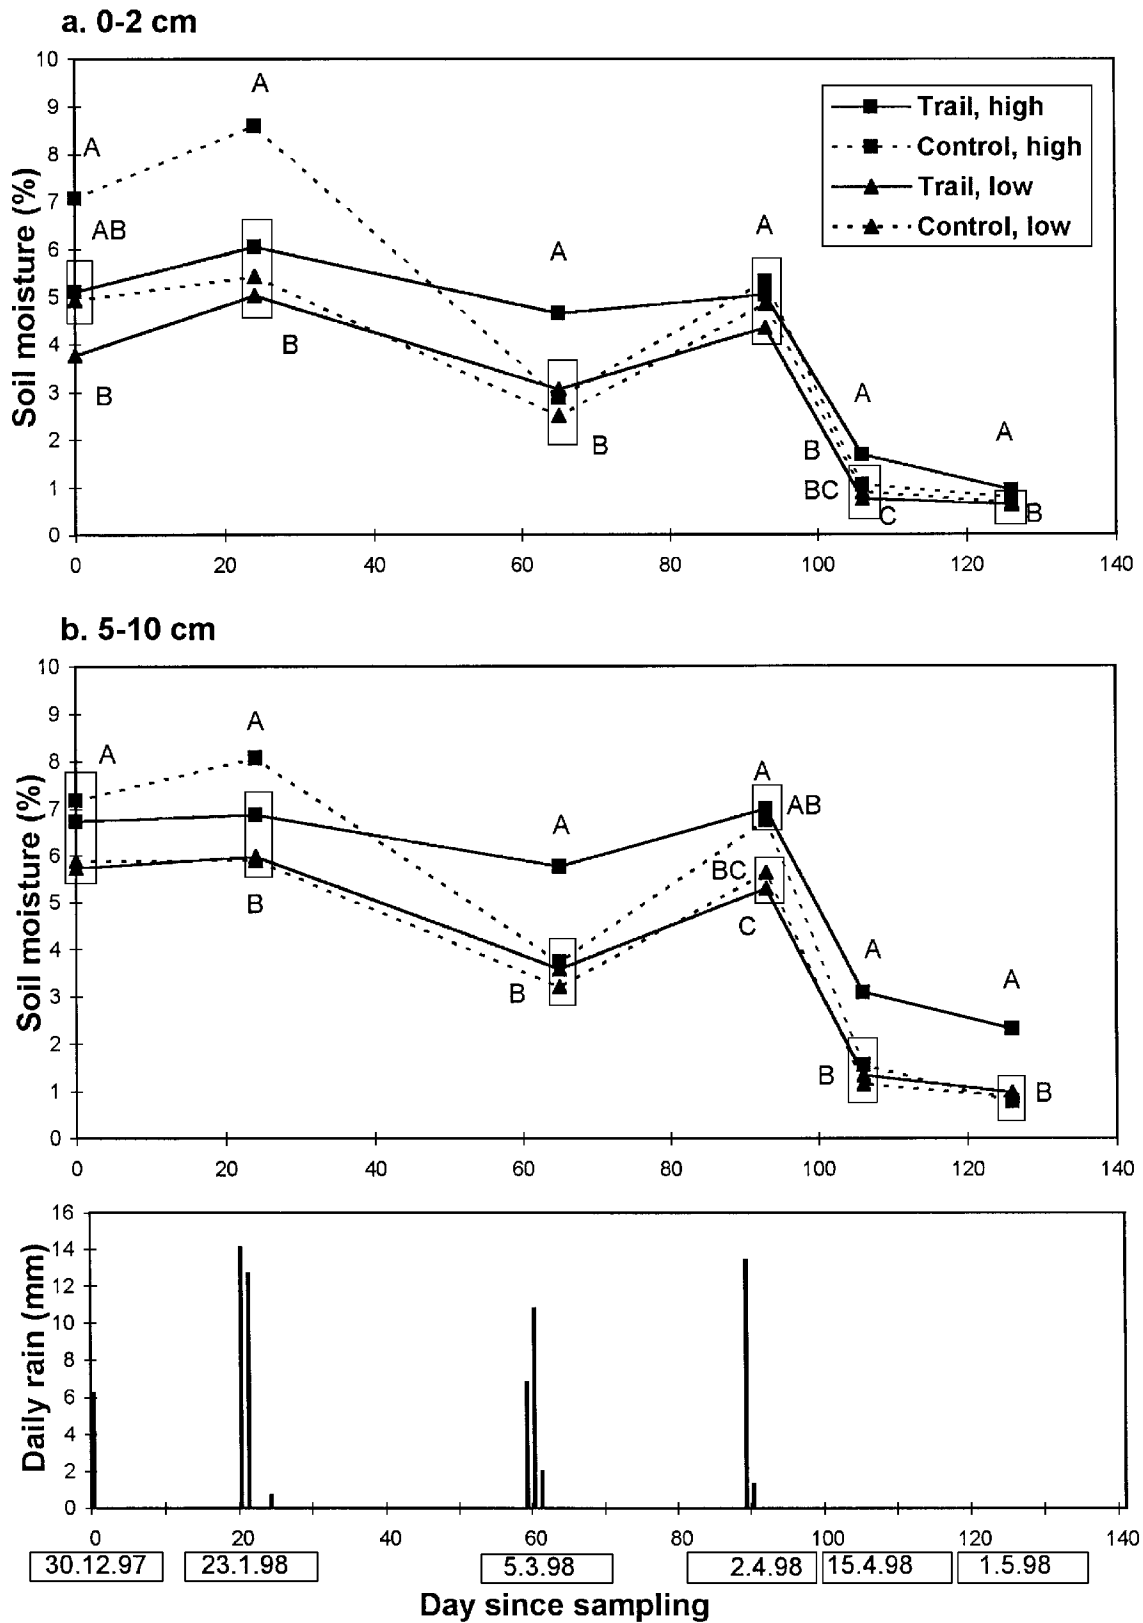 a. 0-2 cm
10
9
8
7
6
5
4
3
2
1
0
Soil moisture (%)
A
A
AB
B
B
A
B
A
A
B
BC
C
A
B
Trail, high
Control, high
Trail, low
Control, low
0 20 40 60 80 100 120 140
b. 5-10 cm
10
9
8
7
6
5
4
3
2
1
0
Soil moisture (%)
A
A
B
A
B
A
AB
BC
C
A
B
A
B
0 20 40 60 80 100 120 140
16
14
12
10
8
6
4
2
0
Daily rain (mm)
0 20 40 60 80 100 120 140
30.12.97 23.1.98 5.3.98 2.4.98 15.4.98 1.5.98
Day since sampling